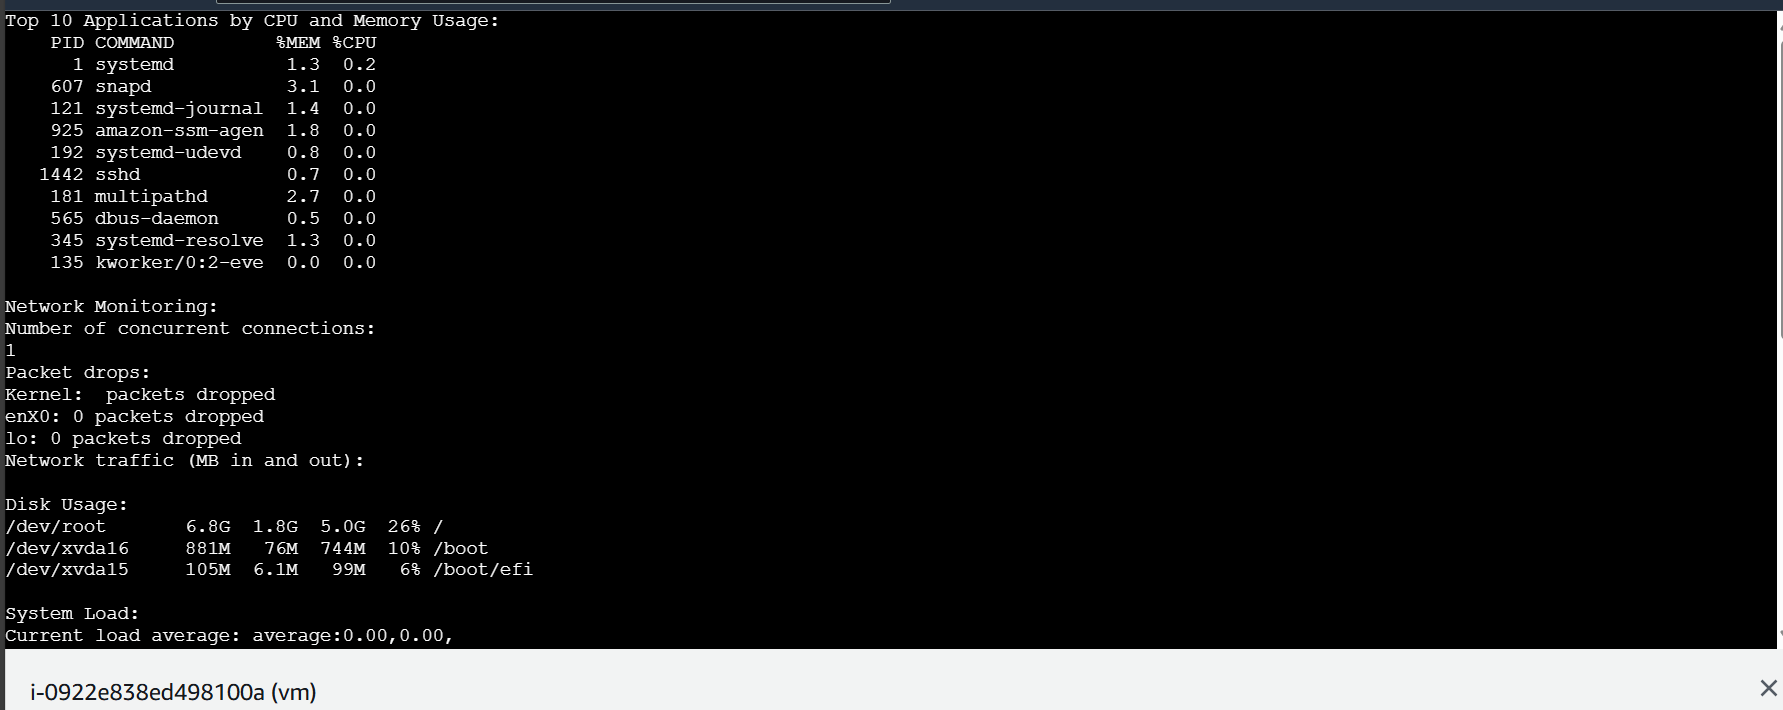 Top 10 Applications by CPU and Memory Usage:
    PID COMMAND         %MEM %CPU
      1 systemd          1.3  0.2
    607 snapd            3.1  0.0
    121 systemd-journal  1.4  0.0
    925 amazon-ssm-agen  1.8  0.0
    192 systemd-udevd    0.8  0.0
   1442 sshd             0.7  0.0
    181 multipathd       2.7  0.0
    565 dbus-daemon      0.5  0.0
    345 systemd-resolve  1.3  0.0
    135 kworker/0:2-eve  0.0  0.0

Network Monitoring:
Number of concurrent connections:
1
Packet drops:
Kernel:  packets dropped
enX0: 0 packets dropped
lo: 0 packets dropped
Network traffic (MB in and out):

Disk Usage:
/dev/root       6.8G  1.8G  5.0G  26% /
/dev/xvda16     881M   76M  744M  10% /boot
/dev/xvda15     105M  6.1M   99M   6% /boot/efi

System Load:
Current load average: average:0.00,0.00,
i-0922e838ed498100a (vm)